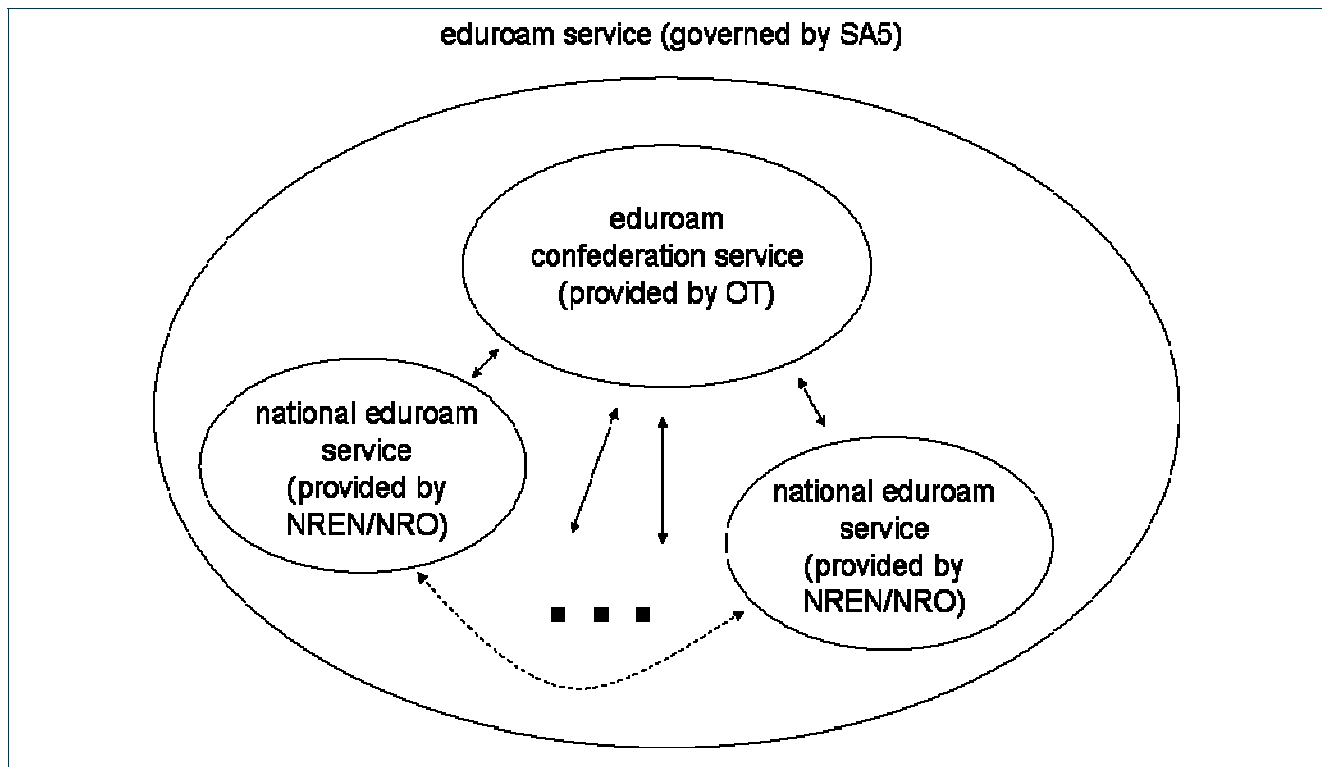 eduroam service (governed by SA5)
eduroam
confederation service
(provided by OT)
national eduroam
service
(provided by
NREN/NRO)
national eduroam
service
(provided by
NREN/NRO)